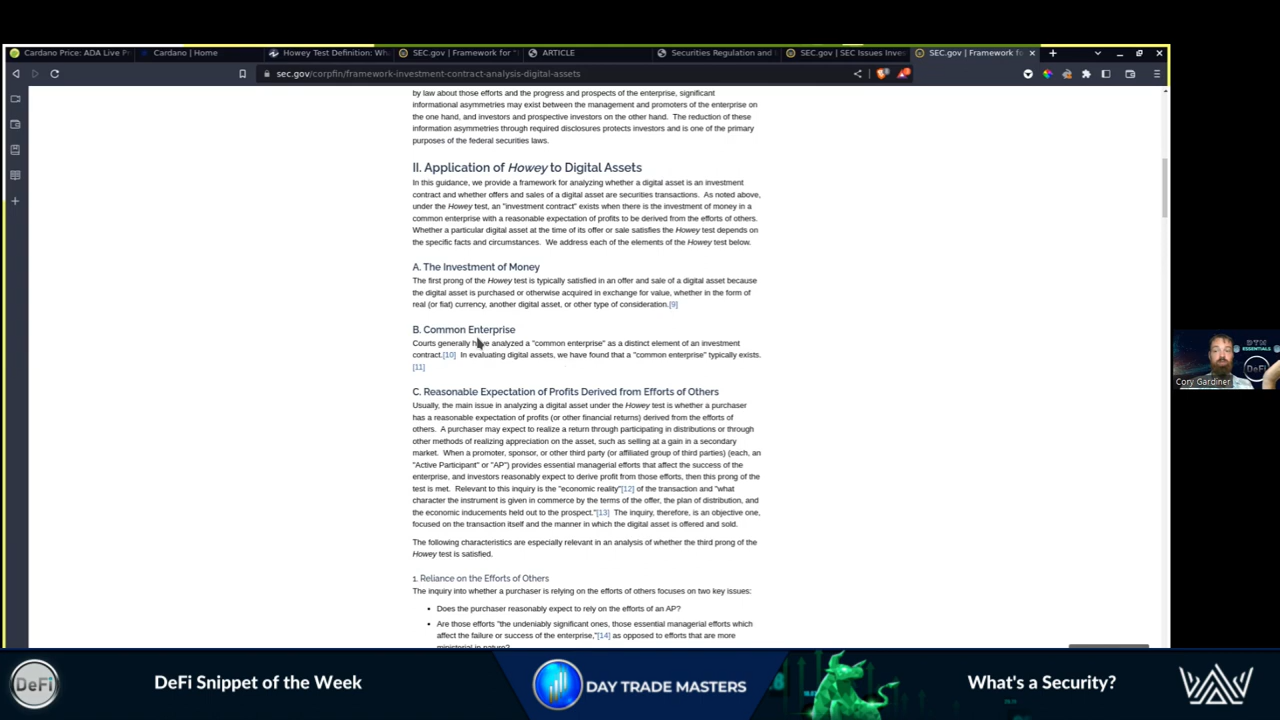 Cardano Price: ADA Live Pr
Cardano | Home
Howey Test Definition: Wha
SEC.gov | Framework for "
ARTICLE
Securities Regulation and
SEC.gov | SEC Issues Inves
SEC.gov | Framework fo
sec.gov/corpfin/framework-investment-contract-analysis-digital-assets
by law about those efforts and the progress and prospects of the enterprise, significant
informational asymmetries may exist between the management and promoters of the enterprise on
the one hand, and investors and prospective investors on the other hand. The reduction of these
information asymmetries through required disclosures protects investors and is one of the primary
purposes of the federal securities laws.
II. Application of Howey to Digital Assets
In this guidance, we provide a framework for analyzing whether a digital asset is an investment
contract and whether offers and sales of a digital asset are securities transactions. As noted above,
under the Howey test, an "investment contract" exists when there is the investment of money in a
common enterprise with a reasonable expectation of profits to be derived from the efforts of others.
Whether a particular digital asset at the time of its offer or sale satisfies the Howey test depends on
the specific facts and circumstances. We address each of the elements of the Howey test below.
A. The Investment of Money
The first prong of the Howey test is typically satisfied in an offer and sale of a digital asset because
the digital asset is purchased or otherwise acquired in exchange for value, whether in the form of
real (or fiat) currency, another digital asset, or other type of consideration.[9]
B. Common Enterprise
Courts generally have analyzed a "common enterprise" as a distinct element of an investment
contract.[10] In evaluating digital assets, we have found that a "common enterprise" typically exists.
[11]
C. Reasonable Expectation of Profits Derived from Efforts of Others
Usually, the main issue in analyzing a digital asset under the Howey test is whether a purchaser
has a reasonable expectation of profits (or other financial returns) derived from the efforts of
others. A purchaser may expect to realize a return through participating in distributions or through
other methods of realizing appreciation on the asset, such as selling at a gain in a secondary
market. When a promoter, sponsor, or other third party (or affiliated group of third parties) (each, an
"Active Participant" or "AP") provides essential managerial efforts that affect the success of the
enterprise, and investors reasonably expect to derive profit from those efforts, then this prong of the
test is met. Relevant to this inquiry is the "economic reality"[12] of the transaction and "what
character the instrument is given in commerce by the terms of the offer, the plan of distribution, and
the economic inducements held out to the prospect."[13] The inquiry, therefore, is an objective one,
focused on the transaction itself and the manner in which the digital asset is offered and sold.
The following characteristics are especially relevant in an analysis of whether the third prong of the
Howey test is satisfied.
1. Reliance on the Efforts of Others
The inquiry into whether a purchaser is relying on the efforts of others focuses on two key issues:
• Does the purchaser reasonably expect to rely on the efforts of an AP?
• Are those efforts "the undeniably significant ones, those essential managerial efforts which
affect the failure or success of the enterprise,"[14] as opposed to efforts that are more
ministerial in nature?
DTM
ESSENTIALS
DeFi
Cory Gardiner
DeFi
DeFi Snippet of the Week
DAY TRADE MASTERS
What's a Security?